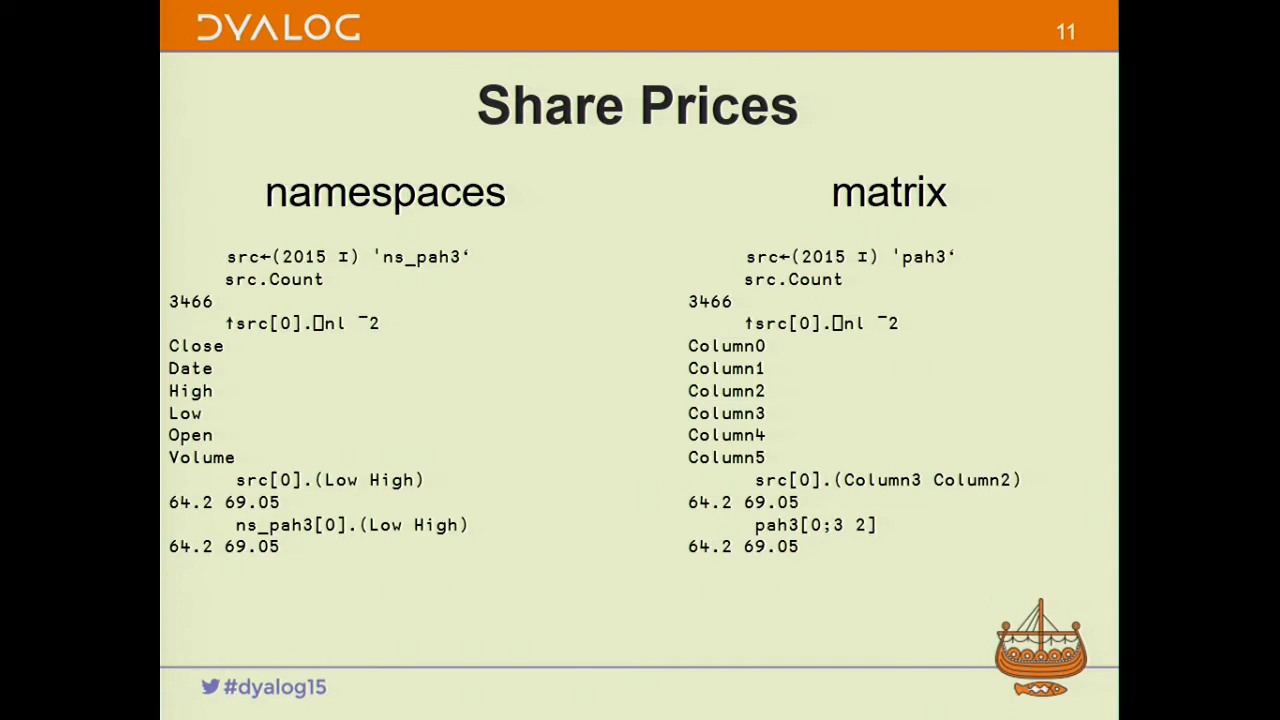 DYALOG
11
Share Prices
namespaces
src←(2015 ⌶) 'ns_pah3‘
src.Count
3466
↑src[0].⎕nl ¯2
Close
Date
High
Low
Open
Volume
src[0].(Low High)
64.2 69.05
ns_pah3[0].(Low High)
64.2 69.05
matrix
src←(2015 ⌶) 'pah3‘
src.Count
3466
↑src[0].⎕nl ¯2
Column0
Column1
Column2
Column3
Column4
Column5
src[0].(Column3 Column2)
64.2 69.05
pah3[0;3 2]
64.2 69.05
#dyalog15